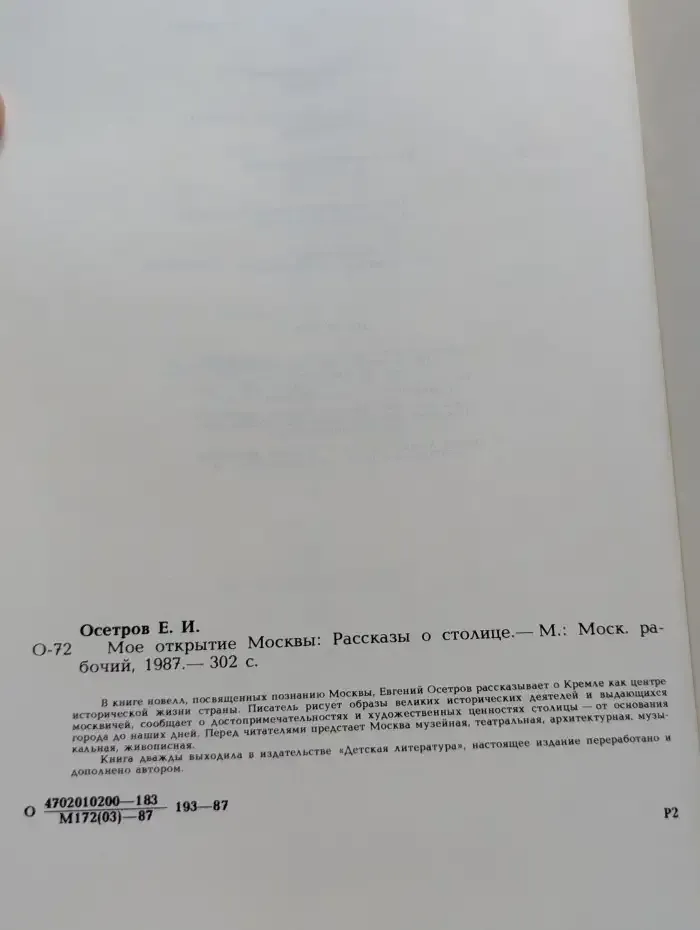 Осетров Е. И.
О-72 Мое открытие Москвы: Рассказы о столице.— М.: Моск. ра-
бочий, 1987.— 302 с.
В книге новелл, посвященных познанию Москвы, Евгений Осетров рассказывает о Кремле как центре
исторической жизни страны. Писатель рисует образы великих исторических деятелей и выдающихся
москвичей, сообщает о достопримечательностях и художественных ценностях столицы — от основания
города до наших дней. Перед читателями предстает Москва музейная, театральная, архитектурная, музы-
кальная, живописная.
Книга дважды выходила в издательстве «Детская литература», настоящее издание переработано и
дополнено автором.
О 4702010200—183 193—87
М172(03)—87
Р2